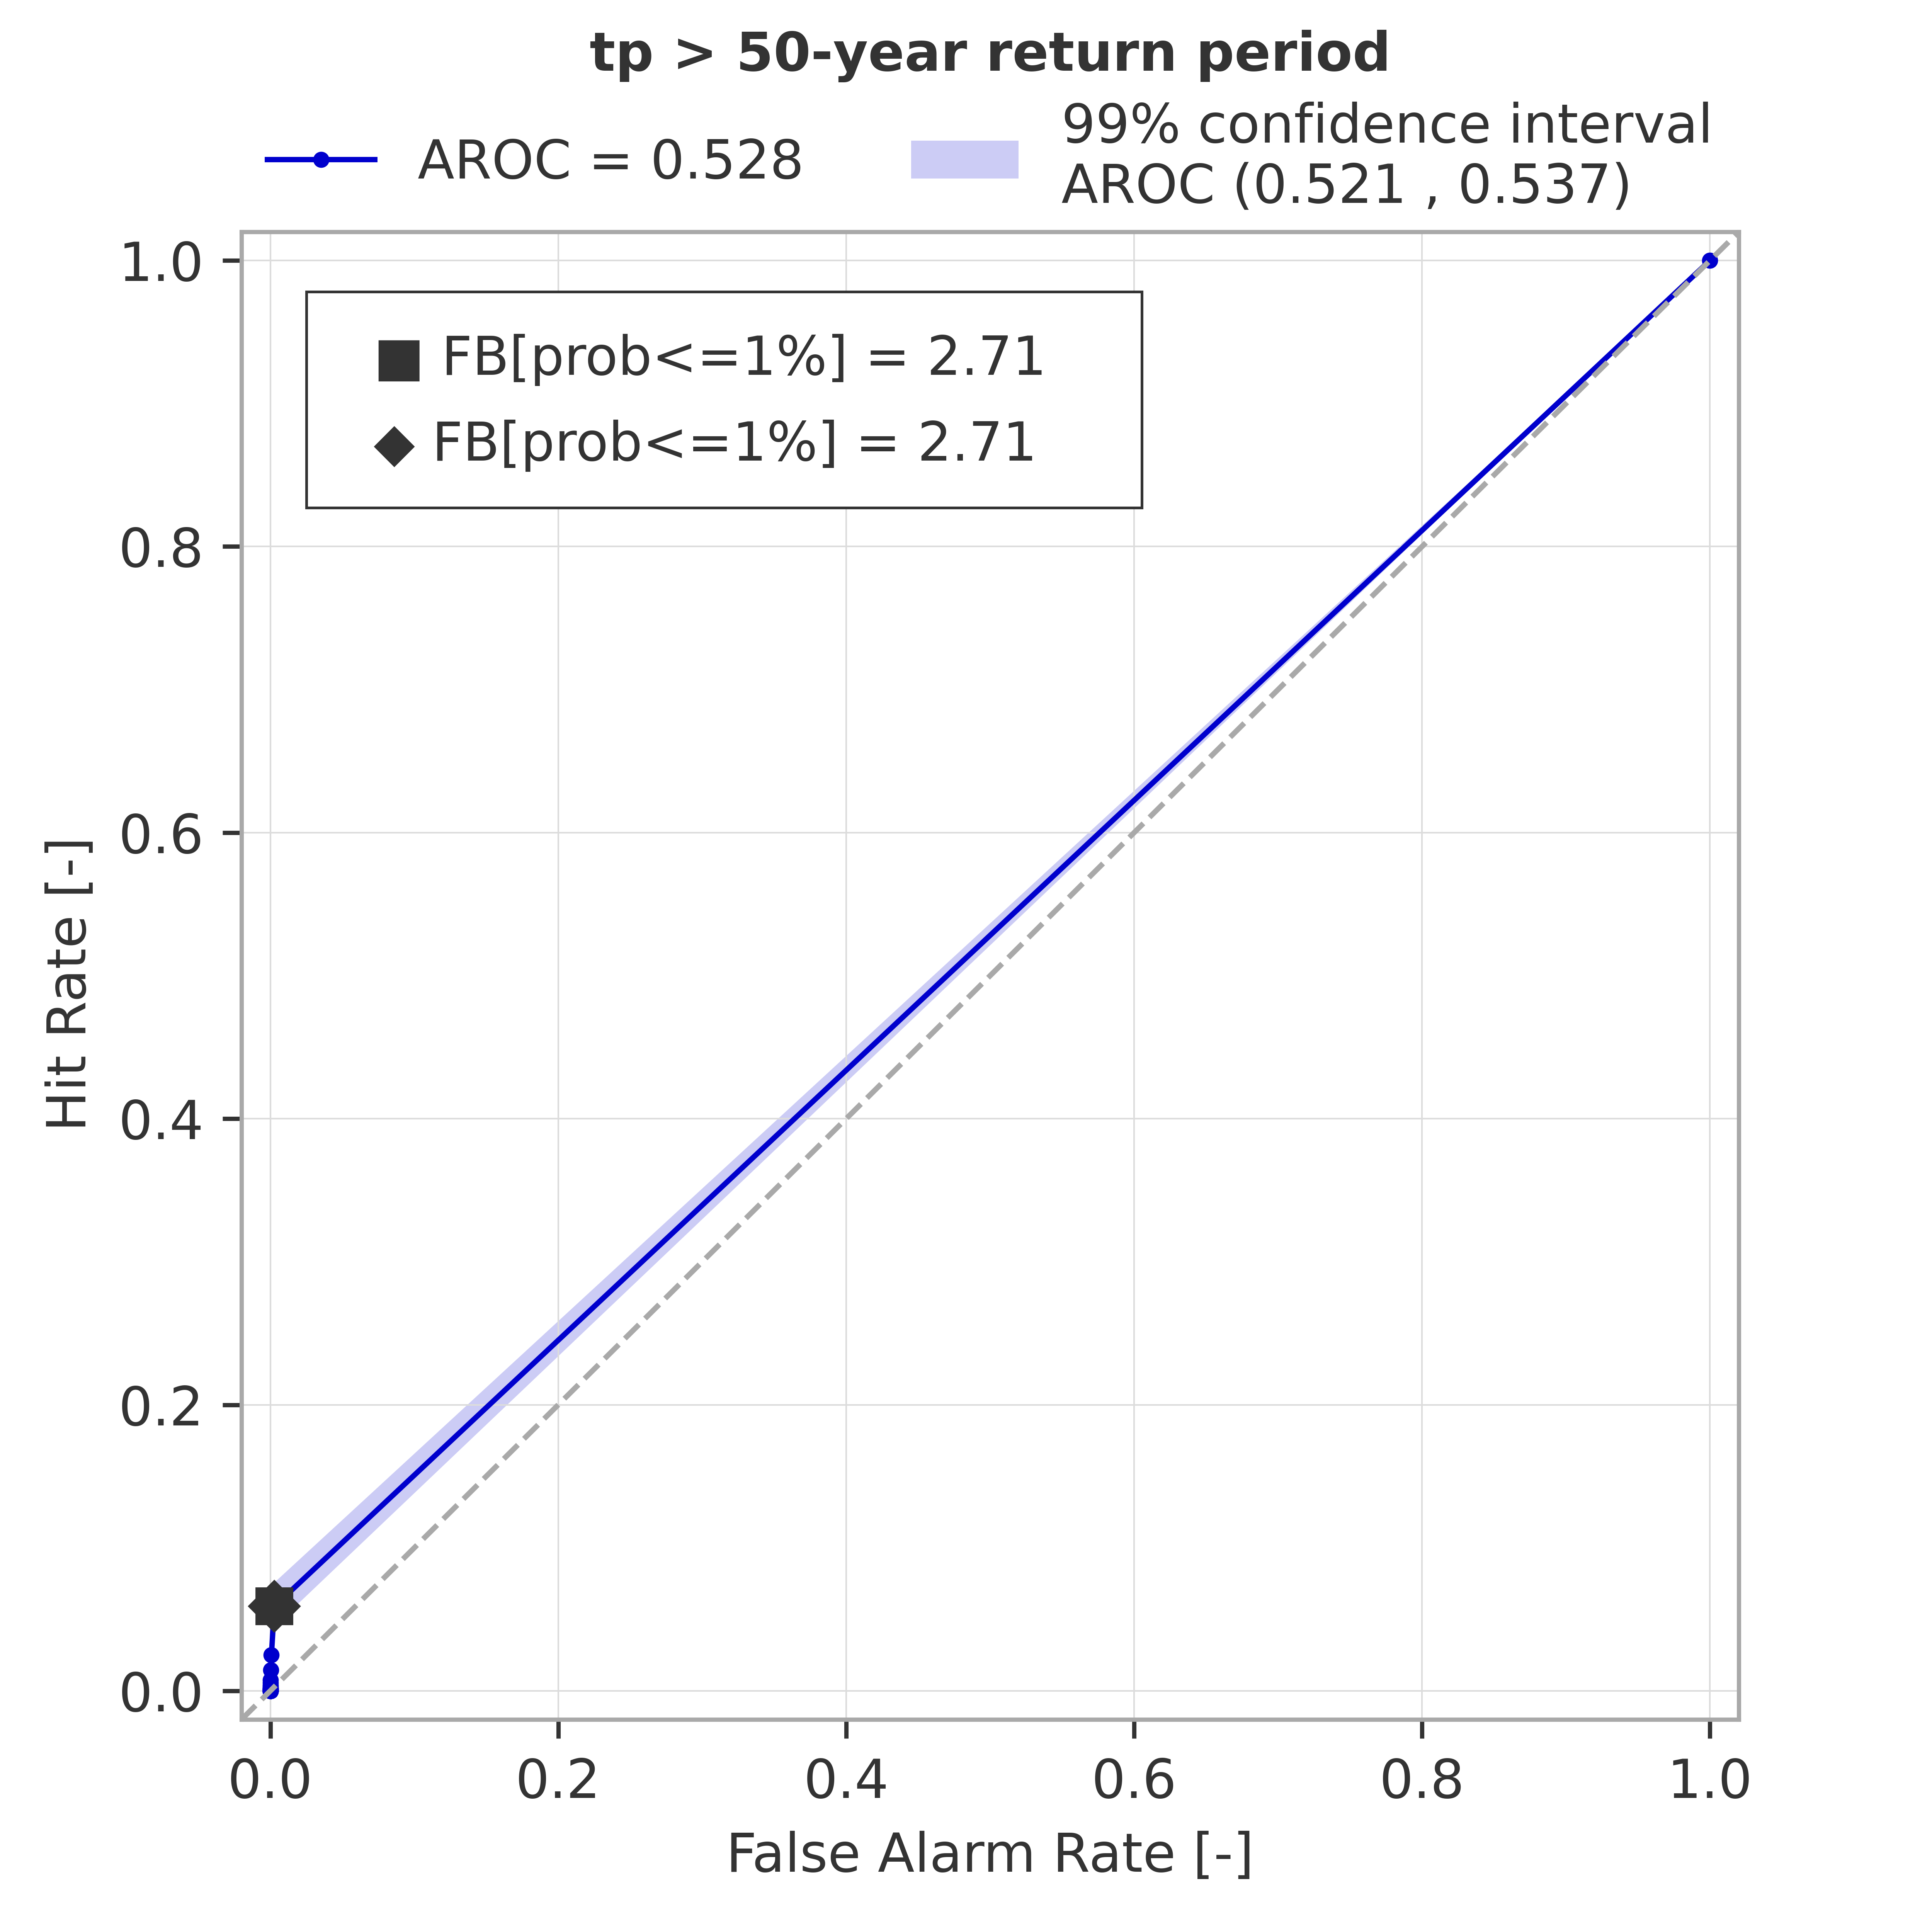 tp > 50-year return period
AROC = 0.528
99% confidence interval
AROC (0.521 , 0.537)
FB[prob<=1%] = 2.71
FB[prob<=1%] = 2.71
1.0
0.8
0.6
0.4
0.2
0.0
Hit Rate [-]
0.0 0.2 0.4 0.6 0.8 1.0
False Alarm Rate [-]